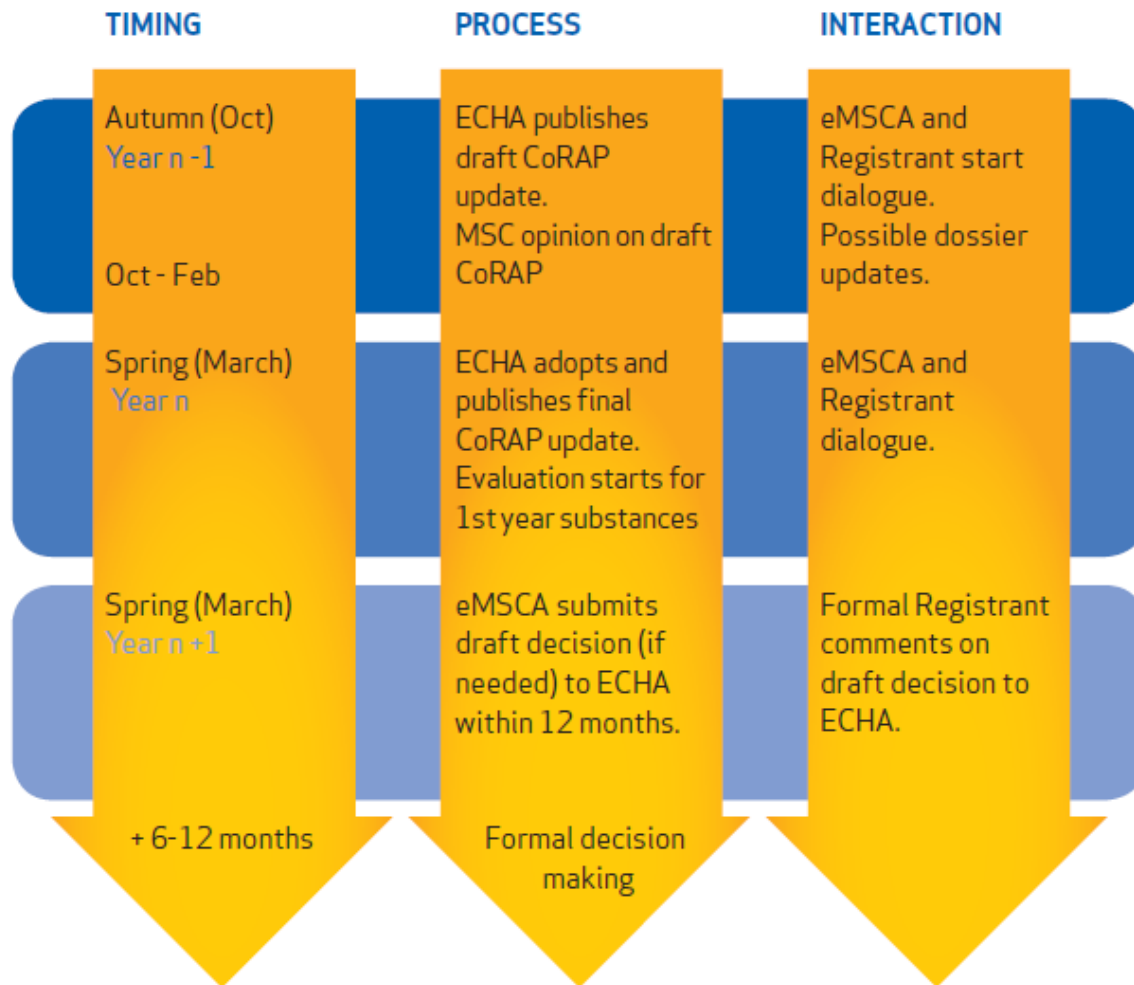 TIMING
PROCESS
INTERACTION
Autumn (Oct)
Year n -1
Oct - Feb
ECHA publishes
draft CoRAP
update.
MSC opinion on draft
CoRAP
eMSCA and
Registrant start
dialogue.
Possible dossier
updates.
Spring (March)
Year n
ECHA adopts and
publishes final
CoRAP update.
Evaluation starts for
1st year substances
eMSCA and
Registrant
dialogue.
Spring (March)
Year n +1
eMSCA submits
draft decision (if
needed) to ECHA
within 12 months.
Formal Registrant
comments on
draft decision to
ECHA.
+ 6-12 months
Formal decision
making